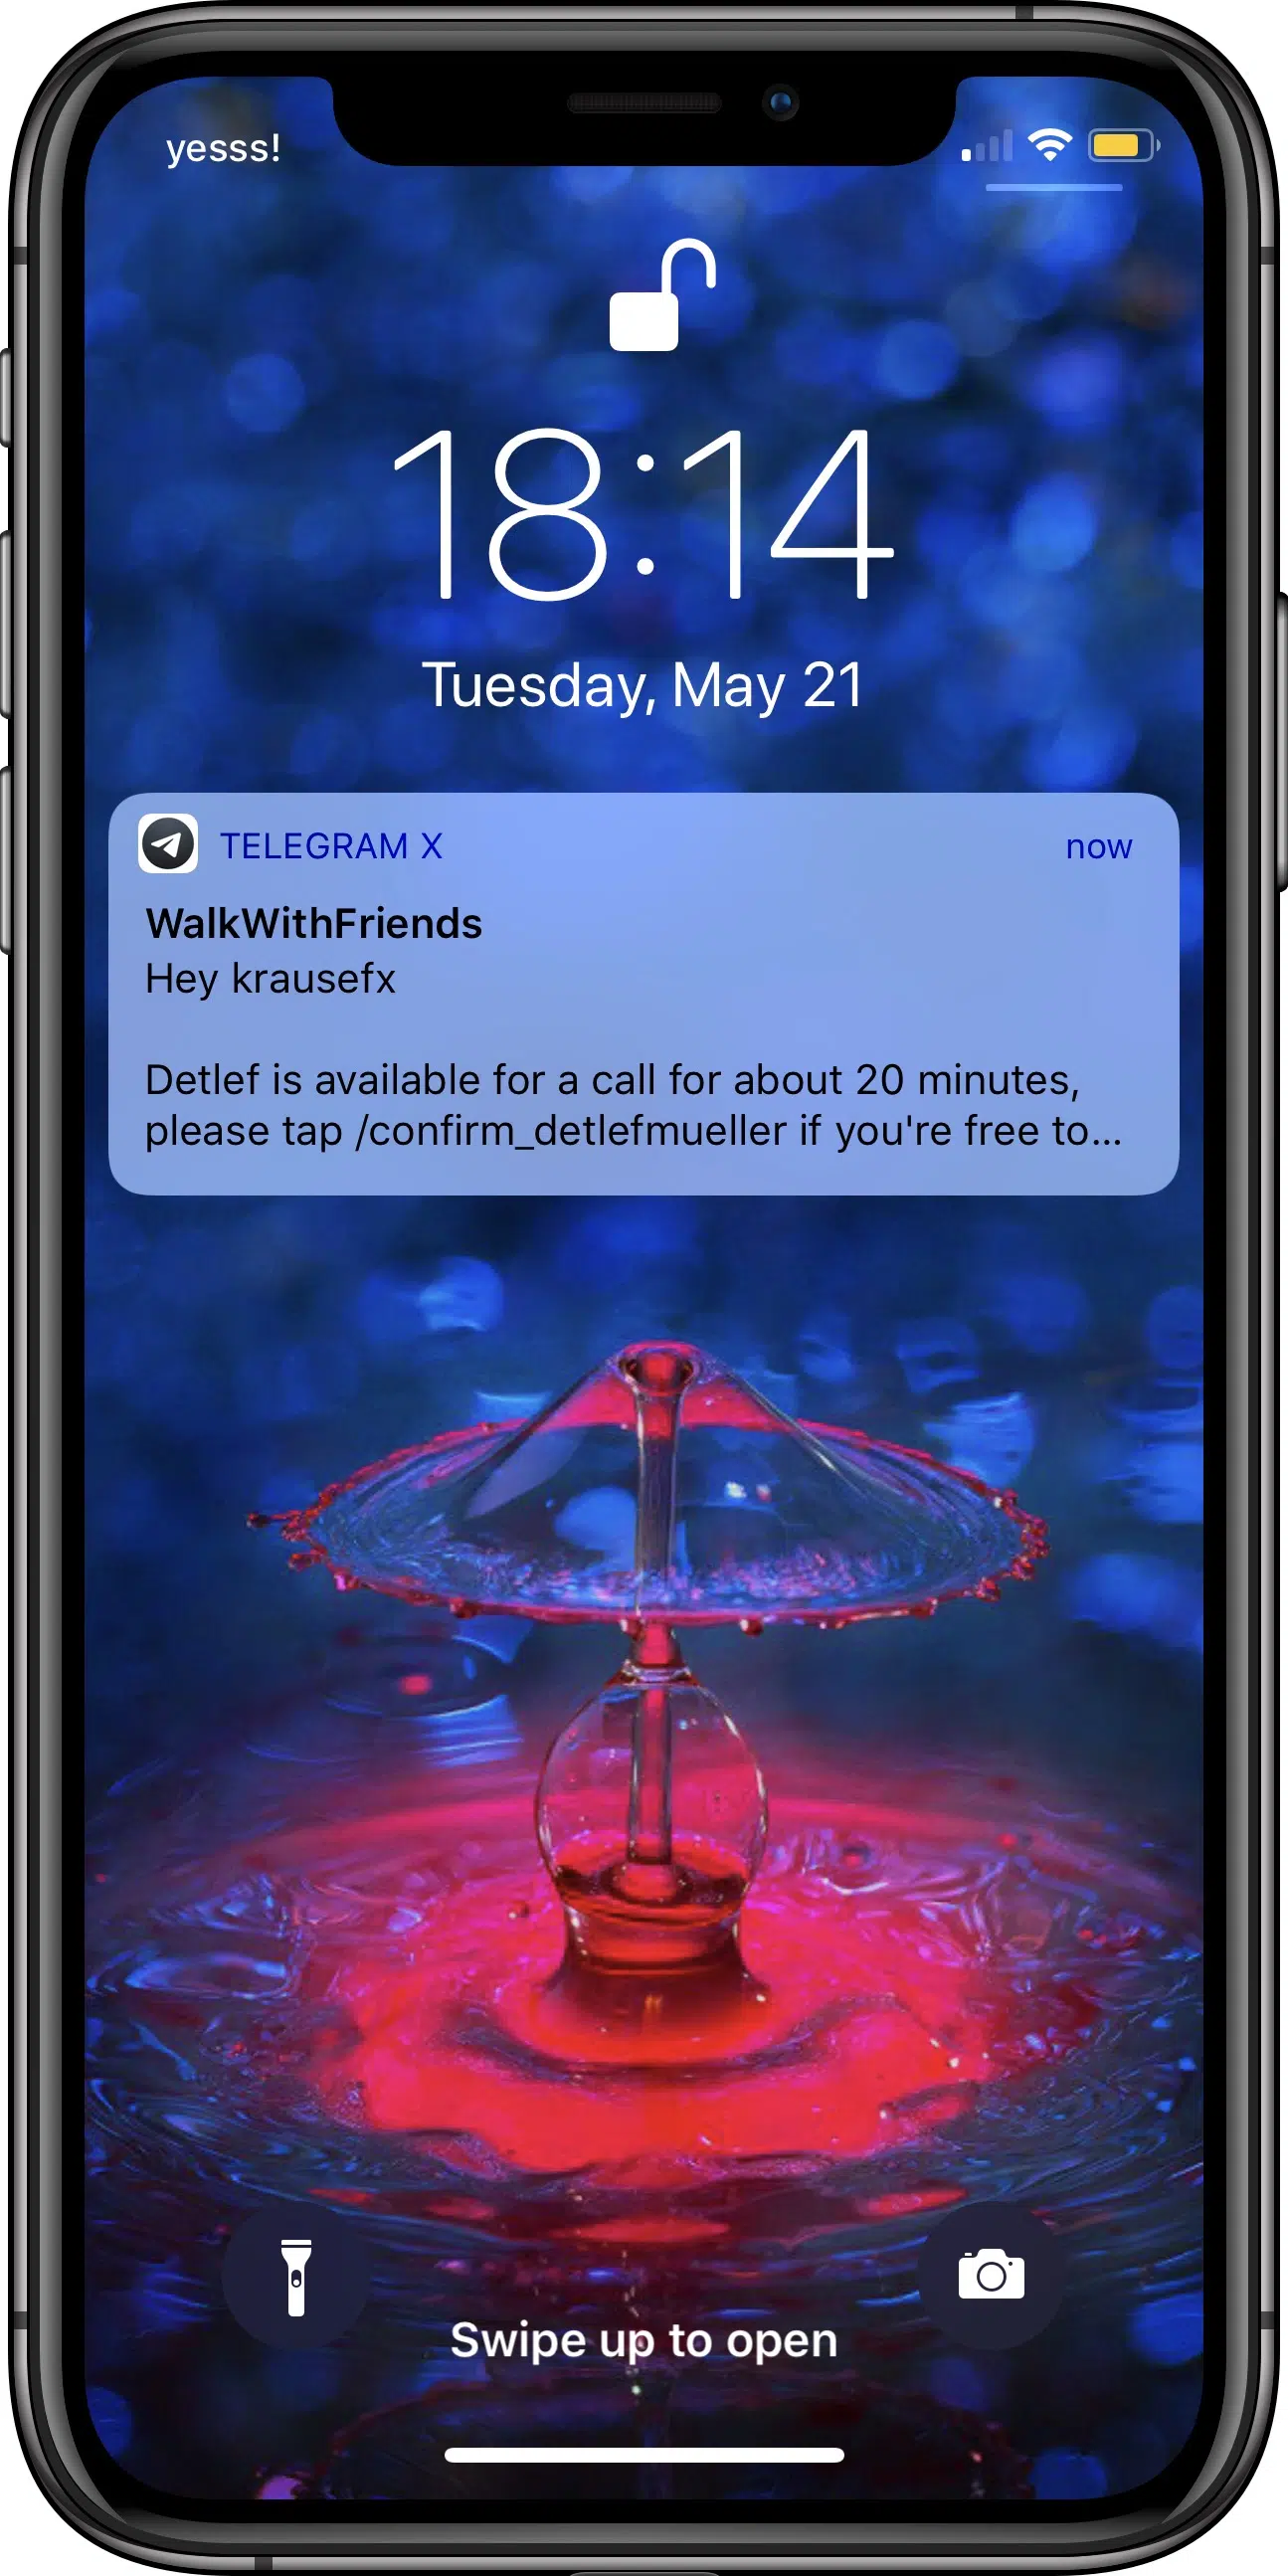 yesss!
18:14
Tuesday, May 21
TELEGRAM X now
WalkWithFriends
Hey krausefx
Detlef is available for a call for about 20 minutes,
please tap /confirm_detlefmueller if you're free to...
Swipe up to open